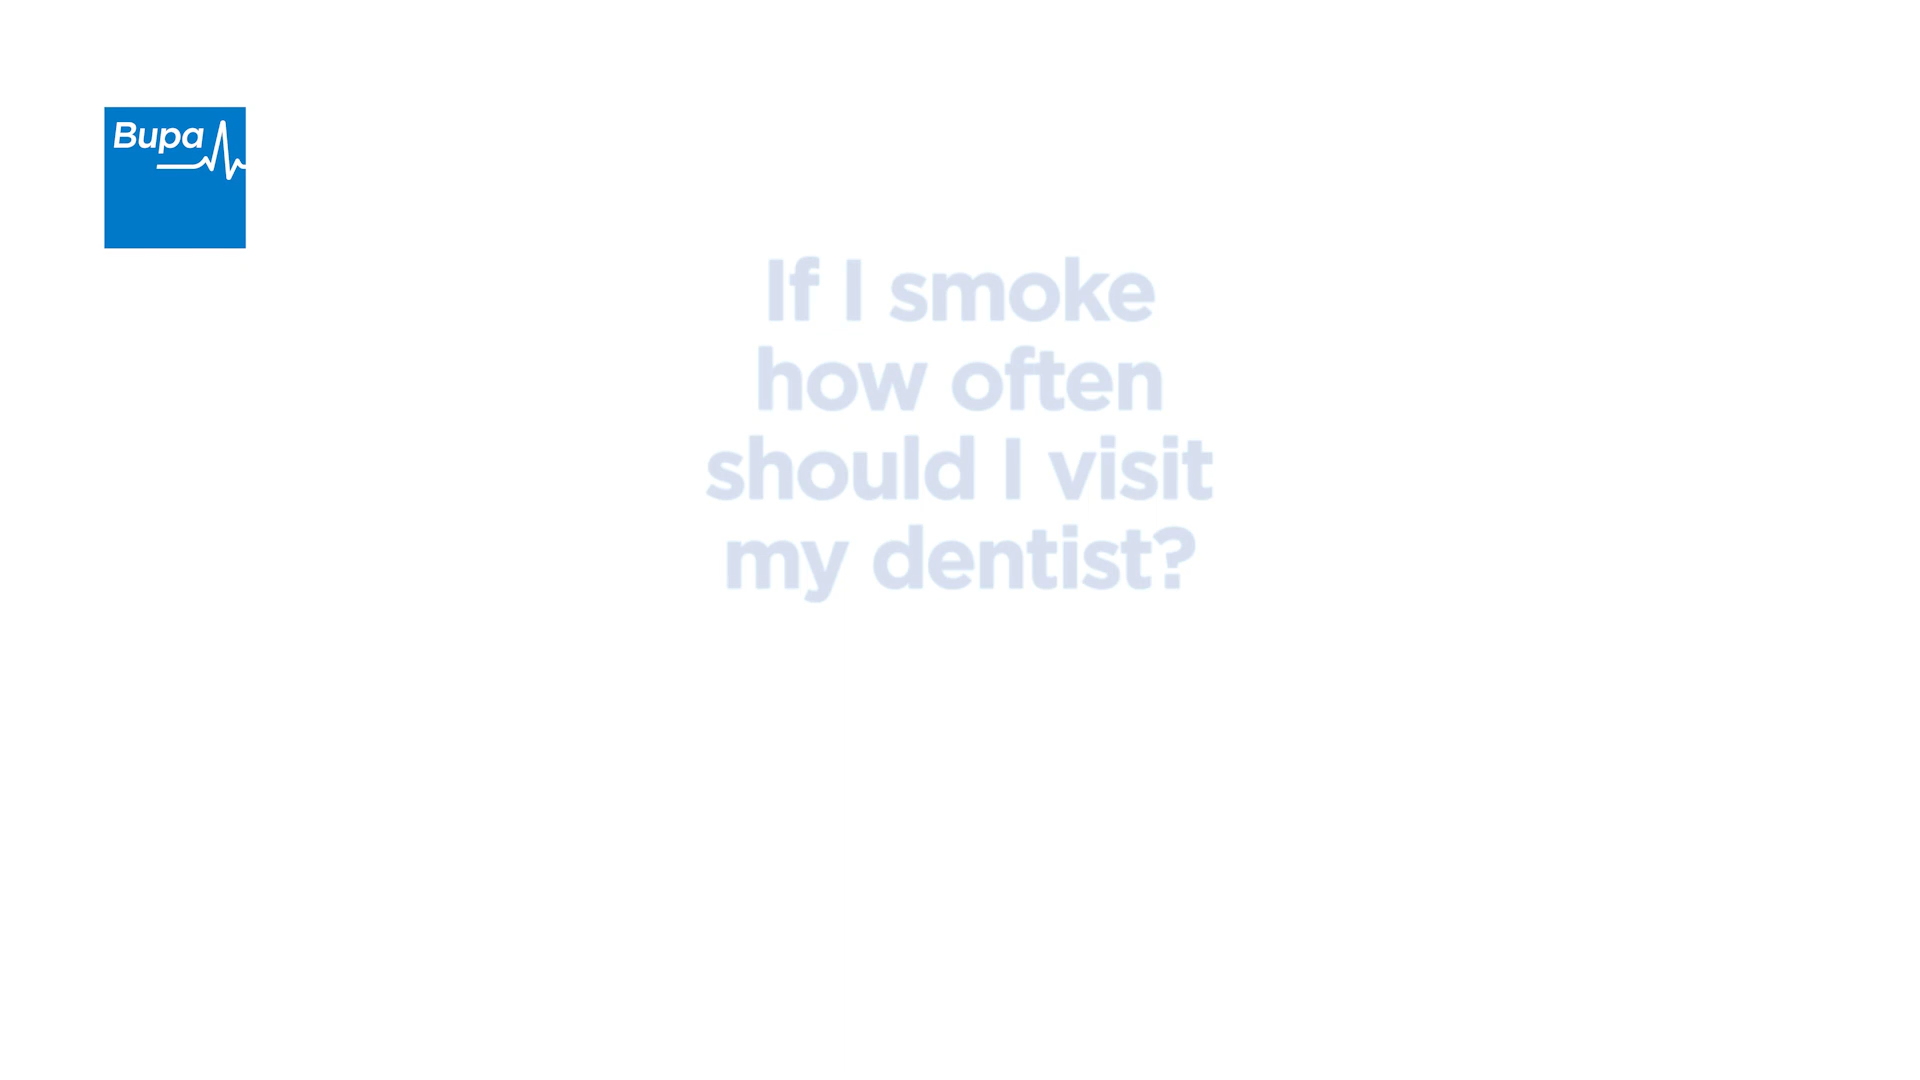 Bupa
If I smoke
how often
should I visit
my dentist?